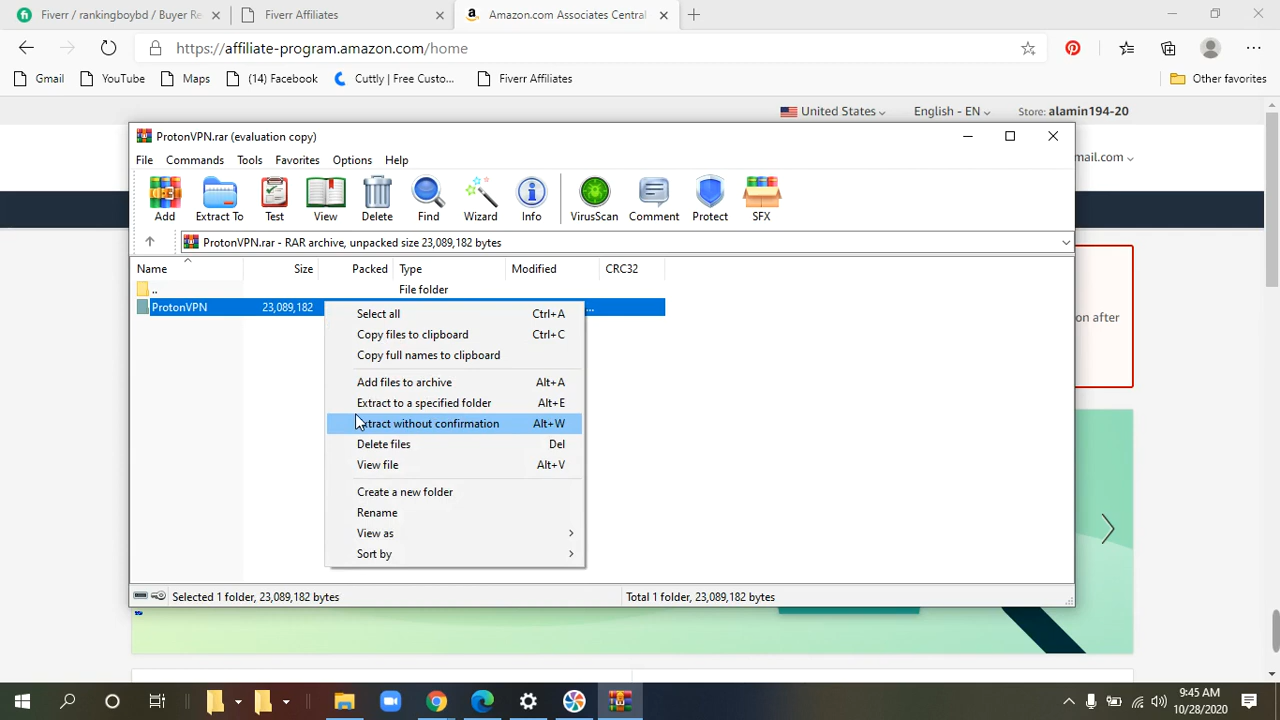 Fiverr / rankingboybd / Buyer Re
Fiverr Affiliates
Amazon.com Associates Central
https://affiliate-program.amazon.com/home
Gmail
YouTube
Maps
(14) Facebook
Cuttly | Free Custo...
Fiverr Affiliates
Other favorites
United States
English - EN
Store: alamin194-20
ProtonVPN.rar (evaluation copy)
mail.com
File Commands Tools Favorites Options Help
Add Extract To Test View Delete Find Wizard Info VirusScan Comment Protect SFX
ProtonVPN.rar - RAR archive, unpacked size 23,089,182 bytes
Name Size Packed Type Modified CRC32
.. File folder
ProtonVPN 23,089,182 ...
on after
Select all Ctrl+A
Copy files to clipboard Ctrl+C
Copy full names to clipboard
Add files to archive Alt+A
Extract to a specified folder Alt+E
xtract without confirmation Alt+W
Delete files Del
View file Alt+V
Create a new folder
Rename
View as
Sort by
Selected 1 folder, 23,089,182 bytes
Total 1 folder, 23,089,182 bytes
9:45 AM
10/28/2020